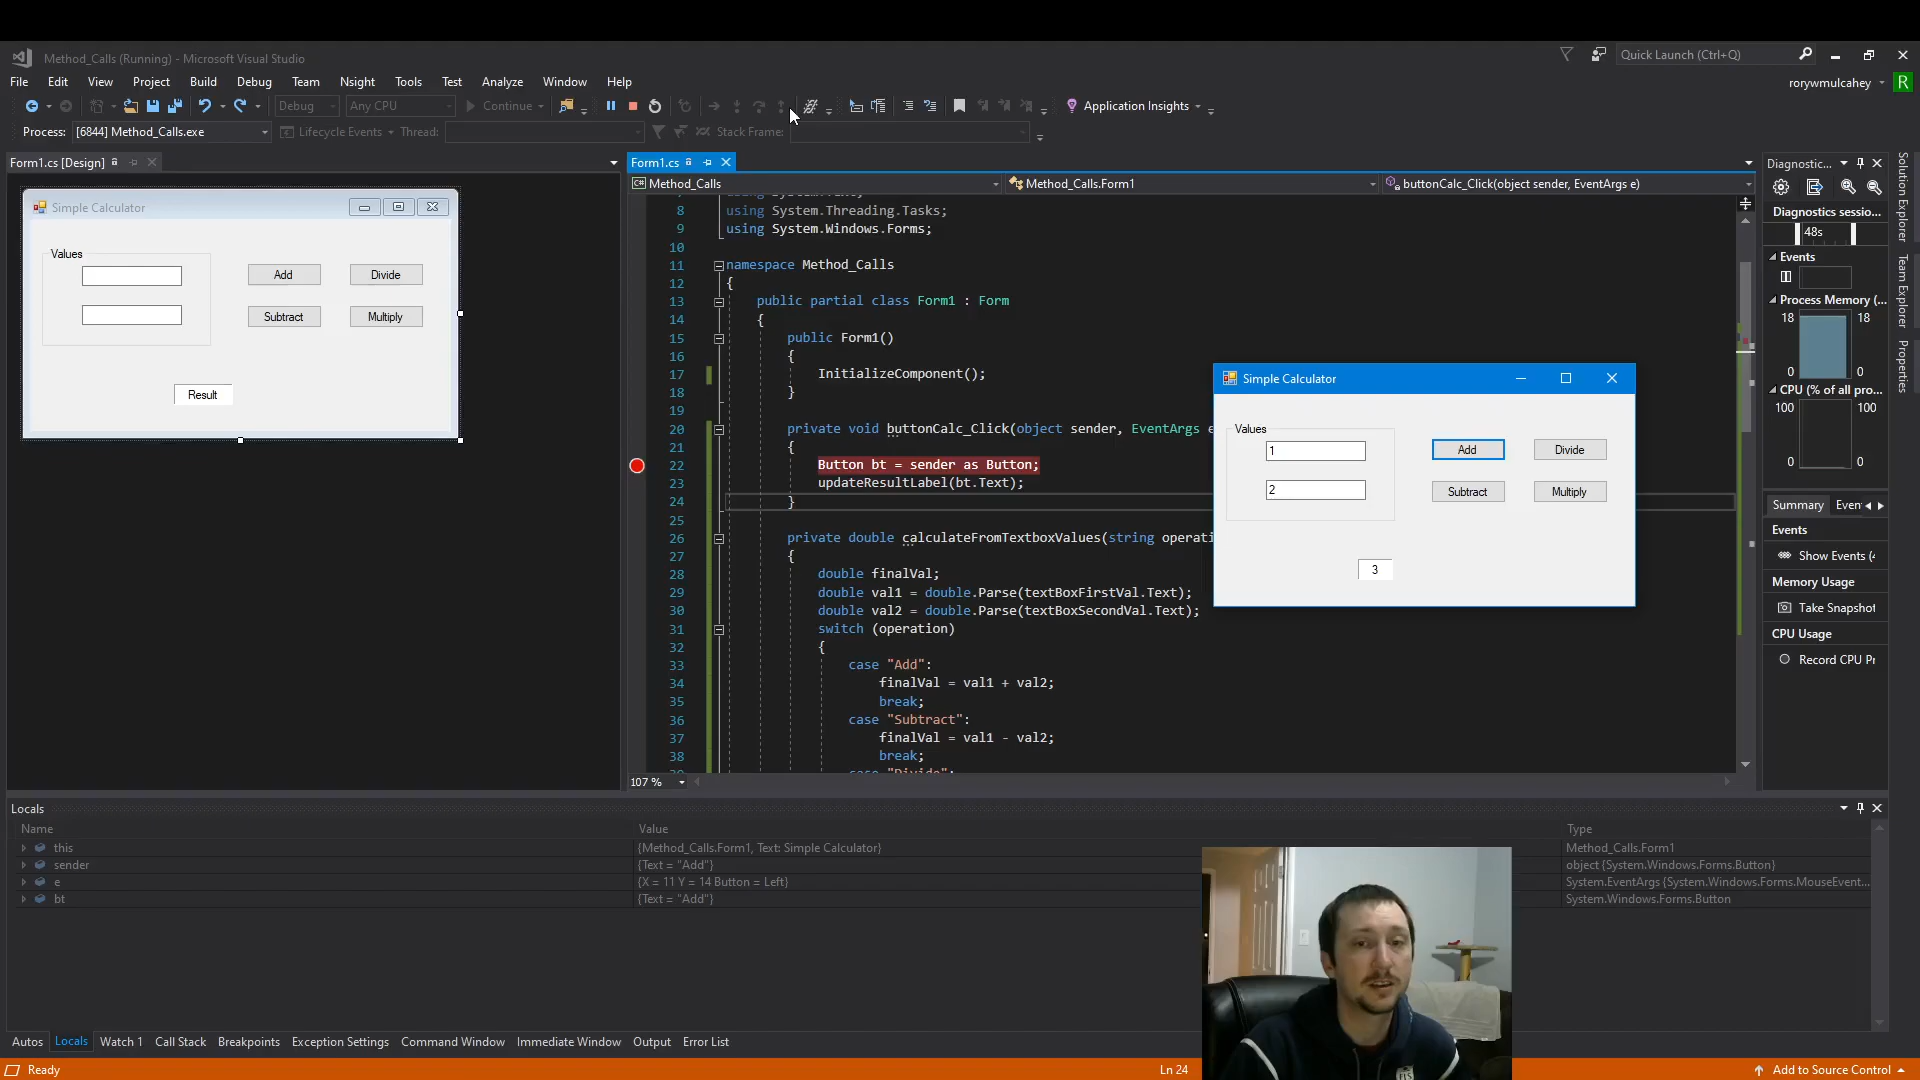 Method_Calls (Running) - Microsoft Visual Studio
Quick Launch (Ctrl+Q)
File Edit View Project Build Debug Team Nsight Tools Test Analyze Window Help
rorywmulcahey
R
Debug Any CPU Continue Application Insights
Process: [6844] Method_Calls.exe Lifecycle Events Thread: Stack Frame:
Form1.cs [Design]
Simple Calculator
Values
Add Divide
Subtract Multiply
Result
Form1.cs
Method_Calls Method_Calls.Form1 buttonCalc_Click(object sender, EventArgs e)
8 using System.Threading.Tasks;
9 using System.Windows.Forms;
10
11 namespace Method_Calls
12 {
13 public partial class Form1 : Form
14 {
15 public Form1()
16 {
17 InitializeComponent();
18 }
19
20 private void buttonCalc_Click(object sender, EventArgs e
21 {
22 Button bt = sender as Button;
23 updateResultLabel(bt.Text);
24 }
25
26 private double calculateFromTextboxValues(string operati
27 {
28 double finalVal;
29 double val1 = double.Parse(textBoxFirstVal.Text);
30 double val2 = double.Parse(textBoxSecondVal.Text);
31 switch (operation)
32 {
33 case "Add":
34 finalVal = val1 + val2;
35 break;
36 case "Subtract":
37 finalVal = val1 - val2;
38 break;
case "Divide":
107 %
Simple Calculator
Values
1
2
Add Divide
Subtract Multiply
3
Diagnostic...
Diagnostics sessio...
48s
Events
Process Memory (...
18 18
0 0
CPU (% of all pro...
100 100
0 0
Summary Even
Events
Show Events (
Memory Usage
Take Snapshot
CPU Usage
Record CPU Pr
Solution Explorer
Team Explorer
Properties
Locals
Name Value Type
this {Method_Calls.Form1, Text: Simple Calculator} Method_Calls.Form1
sender {Text = "Add"} object {System.Windows.Forms.Button}
e {X = 11 Y = 14 Button = Left} System.EventArgs {System.Windows.Forms.MouseEvent...
bt {Text = "Add"} System.Windows.Forms.Button
Autos Locals Watch 1 Call Stack Breakpoints Exception Settings Command Window Immediate Window Output Error List
Ready Ln 24 Add to Source Control